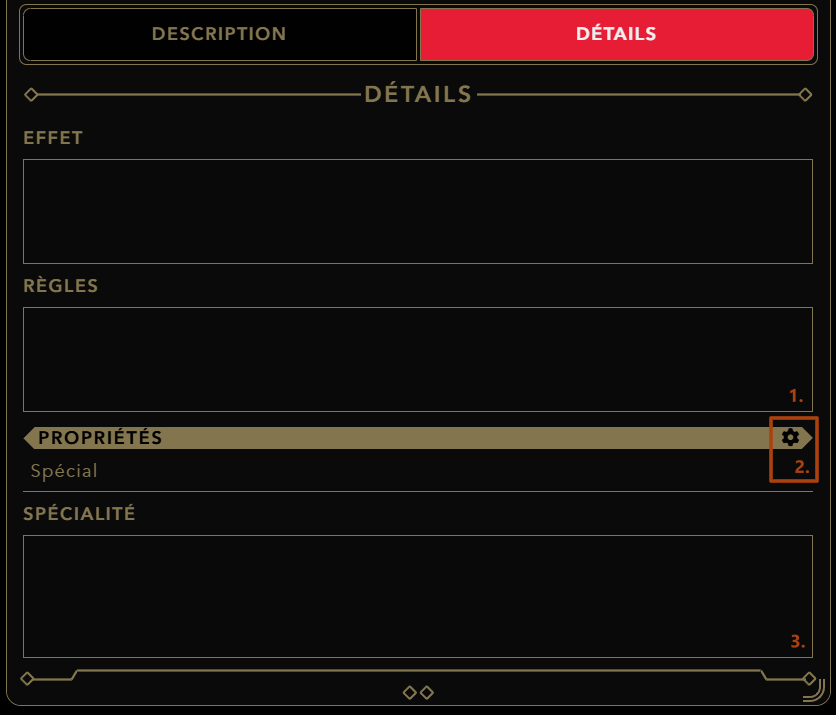 DESCRIPTION
DÉTAILS
DÉTAILS
EFFET
RÈGLES
1.
PROPRIÉTÉS
Spécial
2.
SPÉCIALITÉ
3.